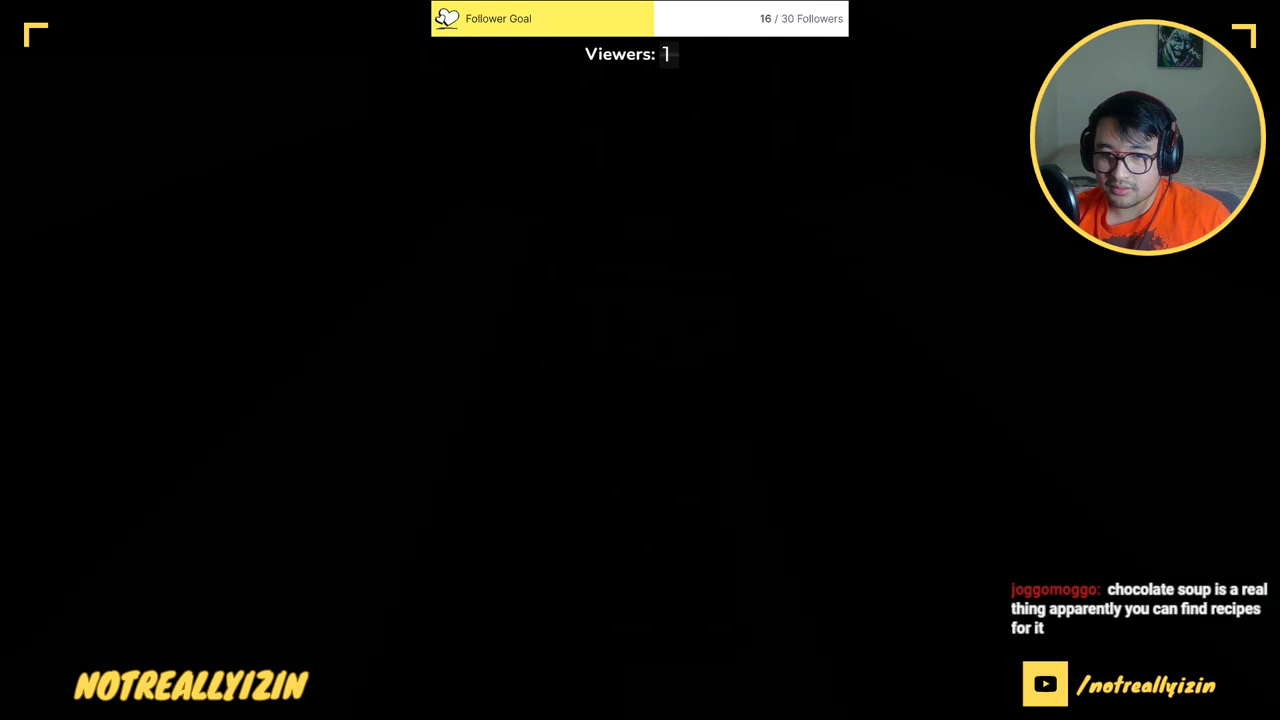 Follower Goal
16 / 30 Followers
Viewers: 1
joggomoggo: chocolate soup is a real
thing apparently you can find recipes
for it
NOTREALLYIZIN
/notreallyizin